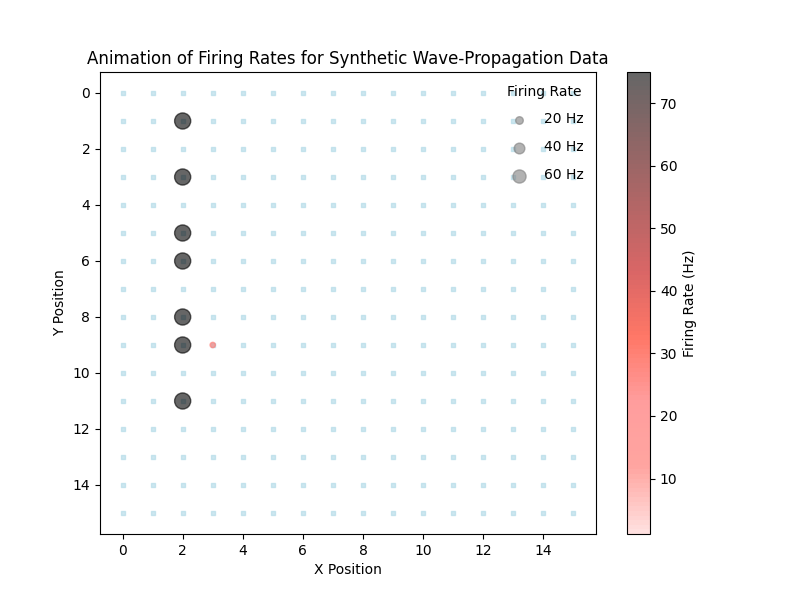 Animation of Firing Rates for Synthetic Wave-Propagation Data
Firing Rate
20 Hz
40 Hz
60 Hz
0
2
4
6
8
10
12
14
Y Position
0
2
4
6
8
10
12
14
X Position
70
60
50
40
30
20
10
Firing Rate (Hz)